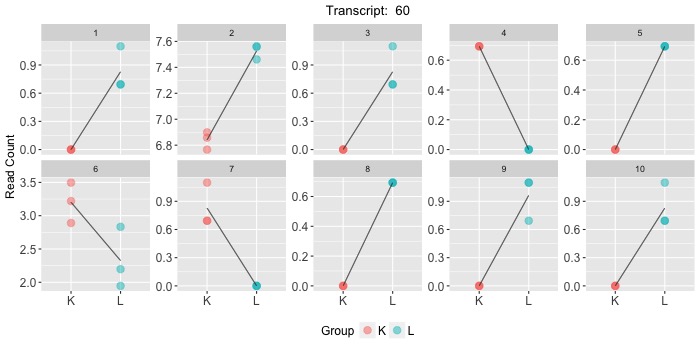 Transcript: 60
1 2 3 4 5
0.9 0.6 0.3 0.0
7.6 7.2 7.0 6.8
0.9 0.6 0.3 0.0
0.6 0.4 0.2 0.0
0.6 0.4 0.2 0.0
Read Count
6 7 8 9 10
3.5 3.0 2.5 2.0
0.9 0.6 0.3 0.0
0.6 0.4 0.2 0.0
0.9 0.6 0.3 0.0
0.9 0.6 0.3 0.0
K L K L K L K L K L
Group K L